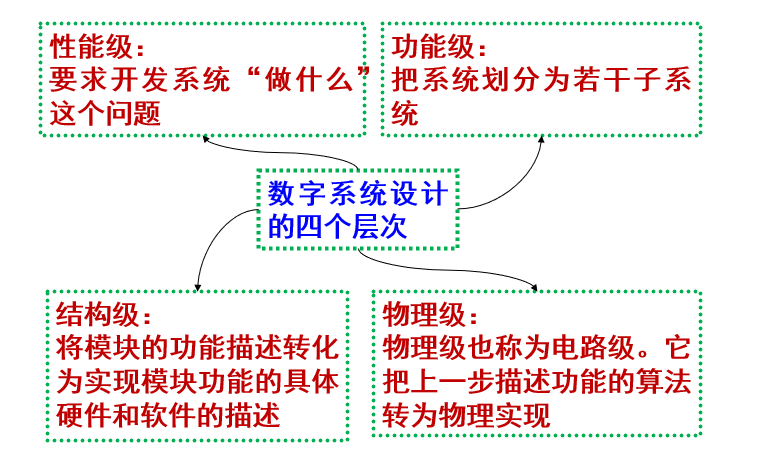 性能级：
要求开发系统“做什么”
这个问题
功能级：
把系统划分为若干子系
统
数字系统设计
的四个层次
结构级：
将模块的功能描述转化
为实现模块功能的具体
硬件和软件的描述
物理级：
物理级也称为电路级。它
把上一步描述功能的算法
转为物理实现